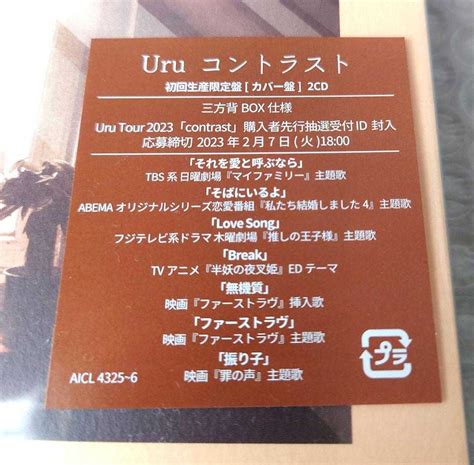 Uru コントラスト
初回生産限定盤 [ カバー盤 ] 2CD
三方背 BOX 仕様
Uru Tour 2023「contrast」購入者先行抽選受付 ID 封入
応募締切 2023 年 2 月 7 日 ( 火 )18:00
「それを愛と呼ぶなら」
TBS 系 日曜劇場『マイファミリー』主題歌
「そばにいるよ」
ABEMA オリジナルシリーズ恋愛番組『私たち結婚しました 4』主題歌
「Love Song」
フジテレビ系ドラマ 木曜劇場『推しの王子様』主題歌
「Break」
TV アニメ『半妖の夜叉姫』ED テーマ
「無機質」
映画『ファーストラヴ』挿入歌
「ファーストラヴ」
映画『ファーストラヴ』主題歌
「振り子」
映画『罪の声』主題歌
プラ
AICL 4325~6